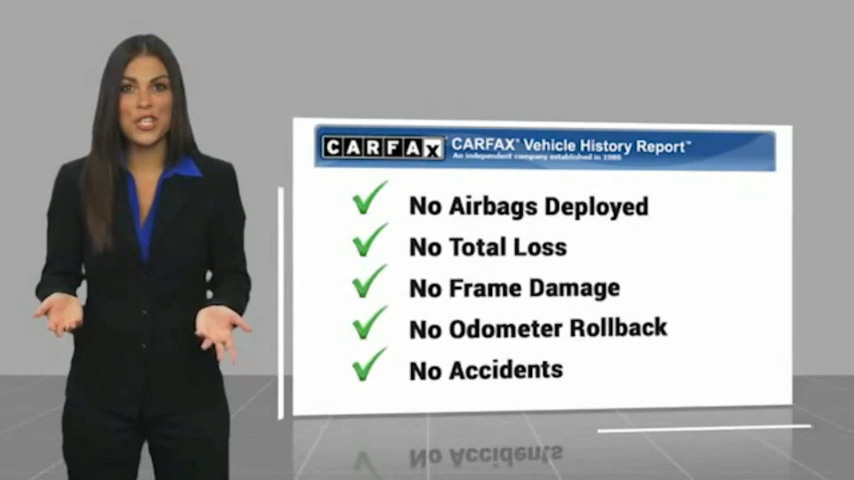 CARFAX CARFAX® Vehicle History Report™
An independent company established in 1986
No Airbags Deployed
No Total Loss
No Frame Damage
No Odometer Rollback
No Accidents
No Accidents